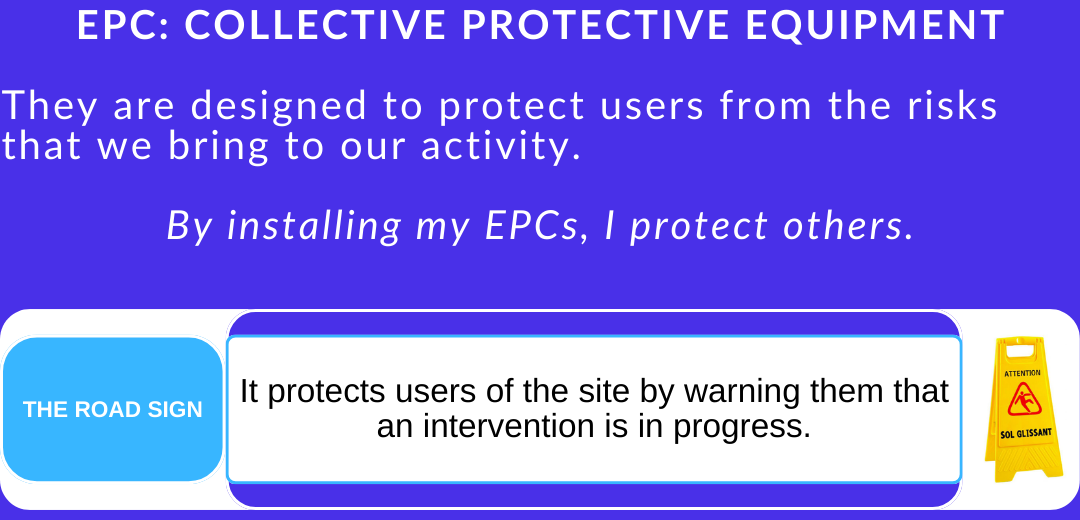 EPC: COLLECTIVE PROTECTIVE EQUIPMENT
They are designed to protect users from the risks
that we bring to our activity.
By installing my EPCs, I protect others.
THE ROAD SIGN
It protects users of the site by warning them that
an intervention is in progress.
ATTENTION
SOL GLISSANT